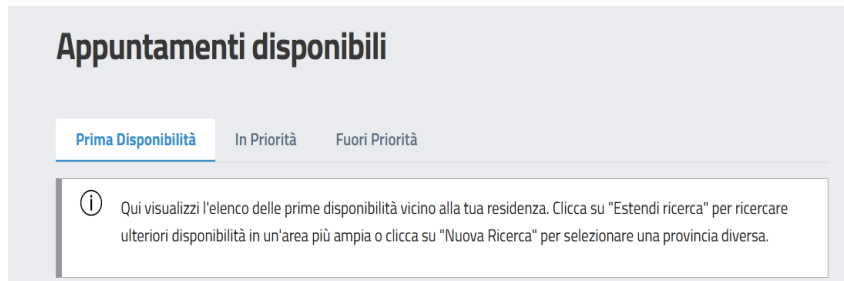 Appuntamenti disponibili
Prima Disponibilità In Priorità Fuori Priorità
Qui visualizzi l'elenco delle prime disponibilità vicino alla tua residenza. Clicca su "Estendi ricerca" per ricercare
ulteriori disponibilità in un'area più ampia o clicca su "Nuova Ricerca" per selezionare una provincia diversa.